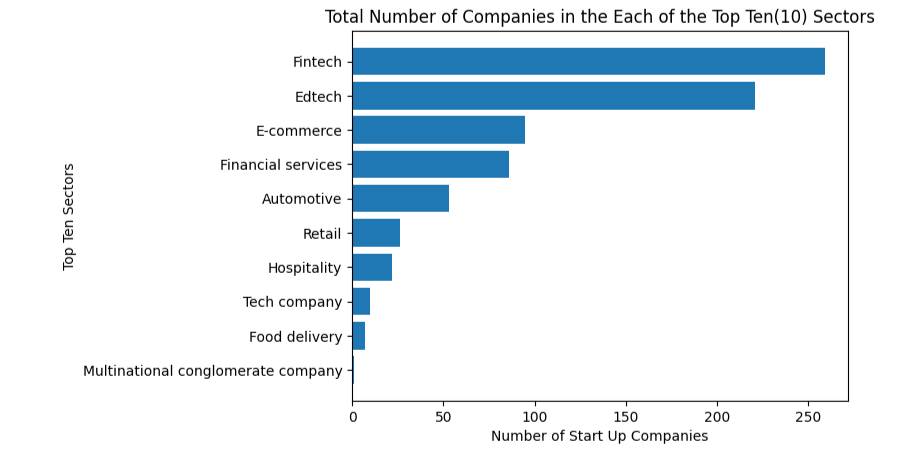 Total Number of Companies in the Each of the Top Ten(10) Sectors
Top Ten Sectors
Fintech
Edtech
E-commerce
Financial services
Automotive
Retail
Hospitality
Tech company
Food delivery
Multinational conglomerate company
0 50 100 150 200 250
Number of Start Up Companies